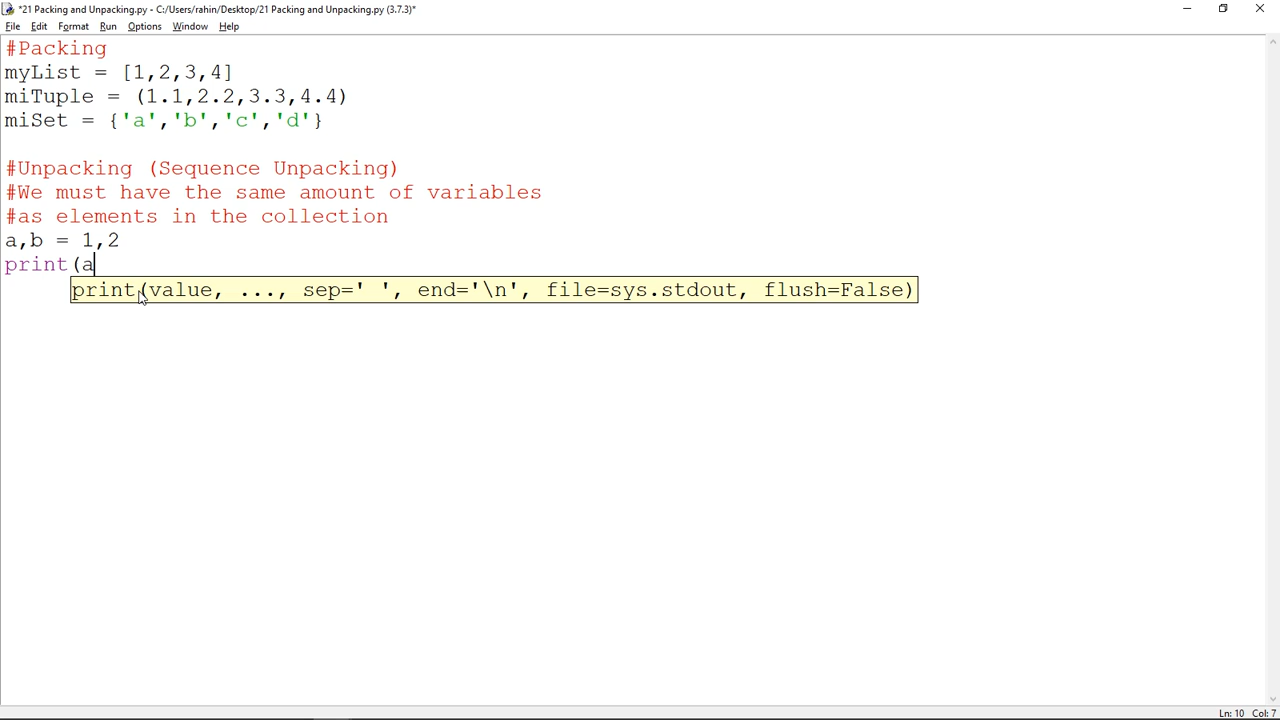 *21 Packing and Unpacking.py - C:/Users/rahin/Desktop/21 Packing and Unpacking.py (3.7.3)*
File Edit Format Run Options Window Help
#Packing
myList = [1,2,3,4]
miTuple = (1.1,2.2,3.3,4.4)
miSet = {'a','b','c','d'}
#Unpacking (Sequence Unpacking)
#We must have the same amount of variables
#as elements in the collection
a,b = 1,2
print(a
print(value, ..., sep=' ', end='\n', file=sys.stdout, flush=False)
Ln: 10 Col: 7